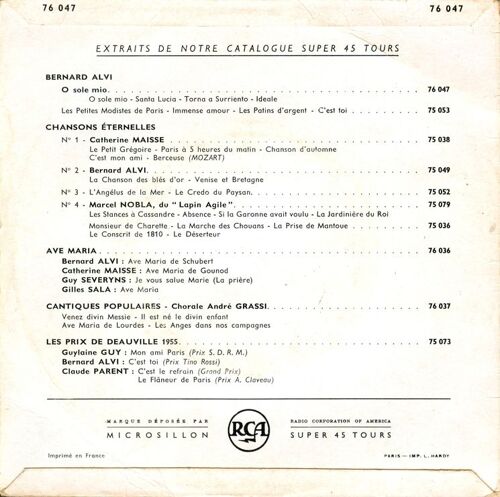 76 047 76 047
EXTRAITS DE NOTRE CATALOGUE SUPER 45 TOURS
BERNARD ALVI
O sole mio. 76 047
O sole mio - Santa Lucia - Torna a Surriento - Ideale
Les Petites Modistes de Paris - Immense amour - Les Patins d'argent - C'est toi 75 053
CHANSONS ÉTERNELLES
N° 1 - Catherine MAISSE 75 038
Le Petit Grégoire - Paris à 5 heures du matin - Chanson d'automne
C'est mon ami - Berceuse (MOZART)
N° 2 - Bernard ALVI. 75 049
La Chanson des blés d'or - Venise et Bretagne
N° 3 - L'Angélus de la Mer - Le Credo du Paysan. 75 052
N° 4 - Marcel NOBLA, du "Lapin Agile". 75 079
Les Stances à Cassandre - Absence - Si la Garonne avait voulu - La Jardinière du Roi
Monsieur de Charette - La Marche des Chouans - La Prise de Mantoue 75 036
Le Conscrit de 1810 - Le Déserteur
AVE MARIA. 76 036
Bernard ALVI : Ave Maria de Schubert
Catherine MAISSE : Ave Maria de Gounod
Guy SEVERYNS : Je vous salue Marie (La prière)
Gilles SALA : Ave Maria
CANTIQUES POPULAIRES - Chorale André GRASSI. 76 037
Venez divin Messie - Il est né le divin enfant
Ave Maria de Lourdes - Les Anges dans nos campagnes
LES PRIX DE DEAUVILLE 1955. 75 073
Guylaine GUY : Mon ami Paris (Prix S. D. R. M.)
Bernard ALVI : C'est toi (Prix Tino Rossi)
Claude PARENT : C'est le refrain (Grand Prix)
Le Flâneur de Paris (Prix A. Claveau)
MARQUE DÉPOSÉE PAR RCA RADIO CORPORATION OF AMERICA
MICROSILLON SUPER 45 TOURS
Imprimé en France PARIS — IMP. L. HARDY